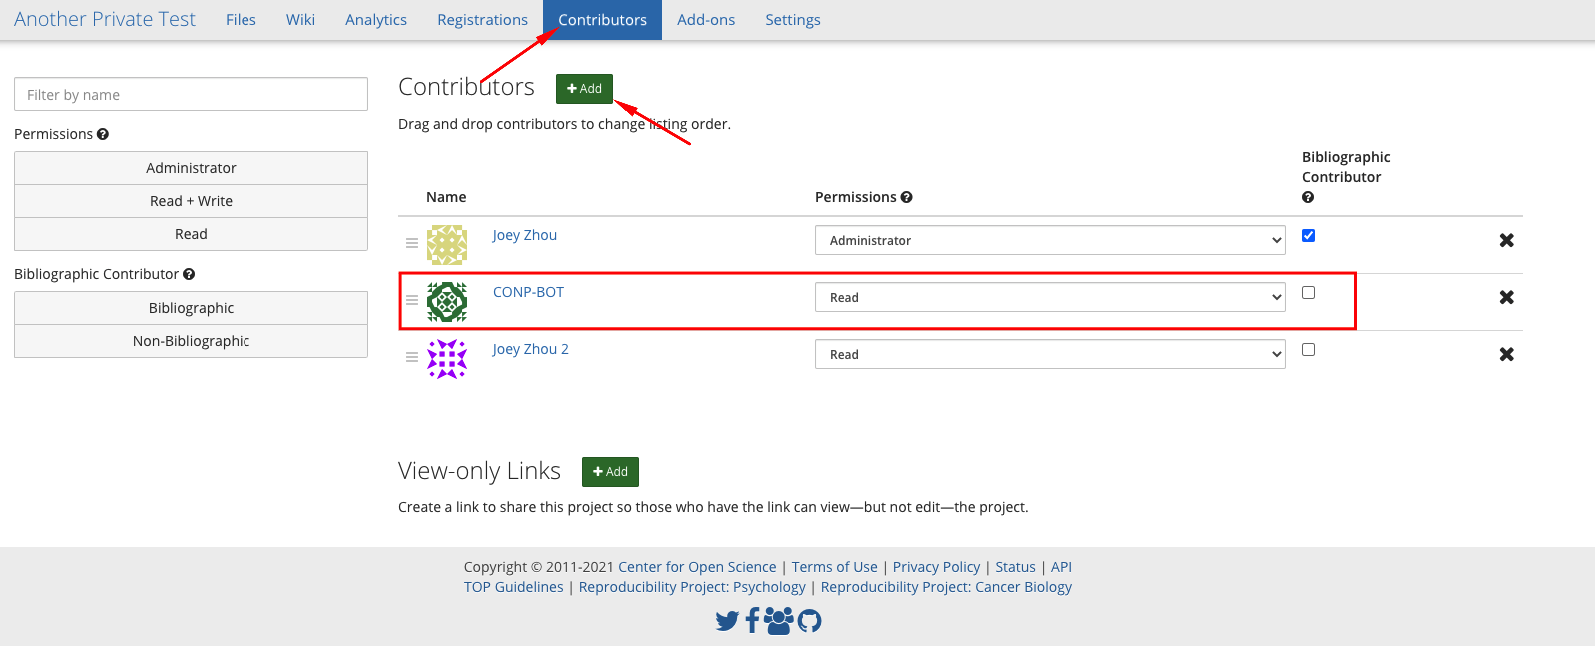 Another Private Test Files Wiki Analytics Registrations Contributors Add-ons Settings
Filter by name
Permissions
Administrator
Read + Write
Read
Bibliographic Contributor
Bibliographic
Non-Bibliographic
Contributors + Add
Drag and drop contributors to change listing order.
Name Permissions Bibliographic Contributor
Joey Zhou Administrator
CONP-BOT Read
Joey Zhou 2 Read
View-only Links + Add
Create a link to share this project so those who have the link can view—but not edit—the project.
Copyright © 2011-2021 Center for Open Science | Terms of Use | Privacy Policy | Status | API
TOP Guidelines | Reproducibility Project: Psychology | Reproducibility Project: Cancer Biology